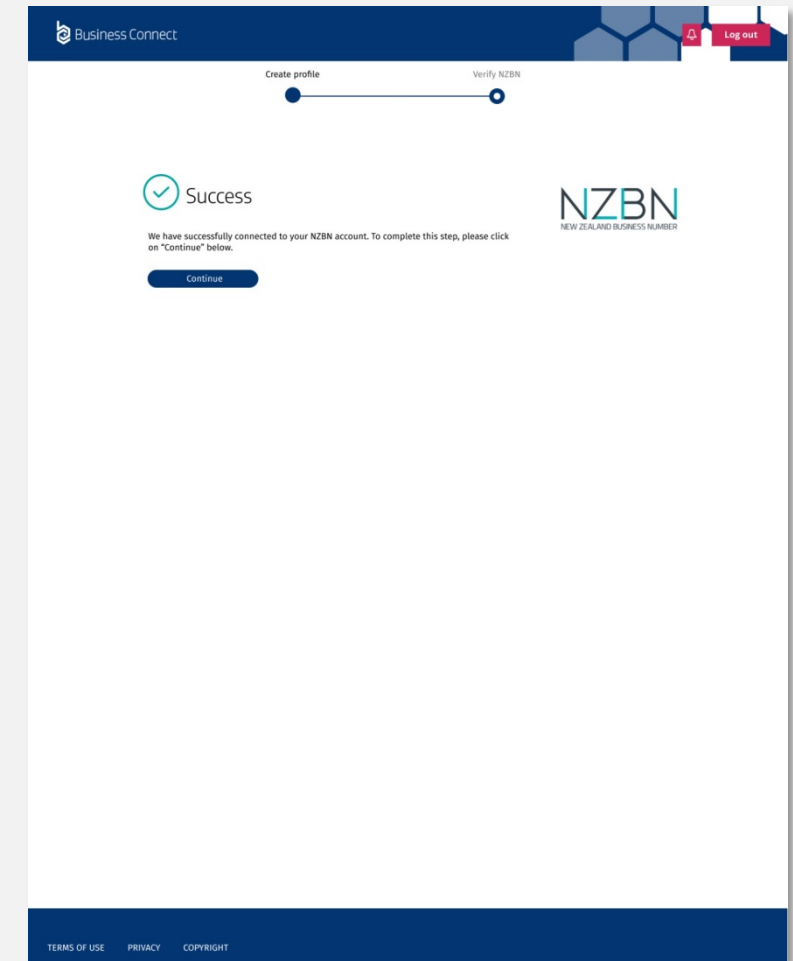 Business Connect
Log out
Create profile
Verify NZBN
Success
NZBN
NEW ZEALAND BUSINESS NUMBER
We have successfully connected to your NZBN account. To complete this step, please click
on “Continue” below.
Continue
TERMS OF USE
PRIVACY
COPYRIGHT